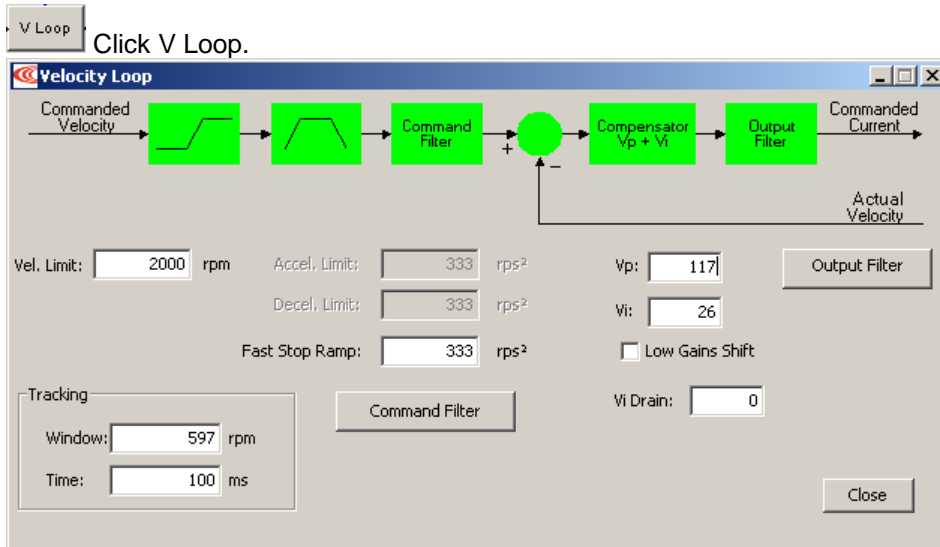 V Loop
Click V Loop.
Velocity Loop
Commanded
Velocity
Command
Filter
+
−
Compensator
Vp + Vi
Output
Filter
Commanded
Current
Actual
Velocity
Vel. Limit: 2000 rpm
Accel. Limit: 333 rps²
Decel. Limit: 333 rps²
Fast Stop Ramp: 333 rps²
Vp: 117
Vi: 26
Low Gains Shift
Vi Drain: 0
Output Filter
Tracking
Window: 597 rpm
Time: 100 ms
Command Filter
Close